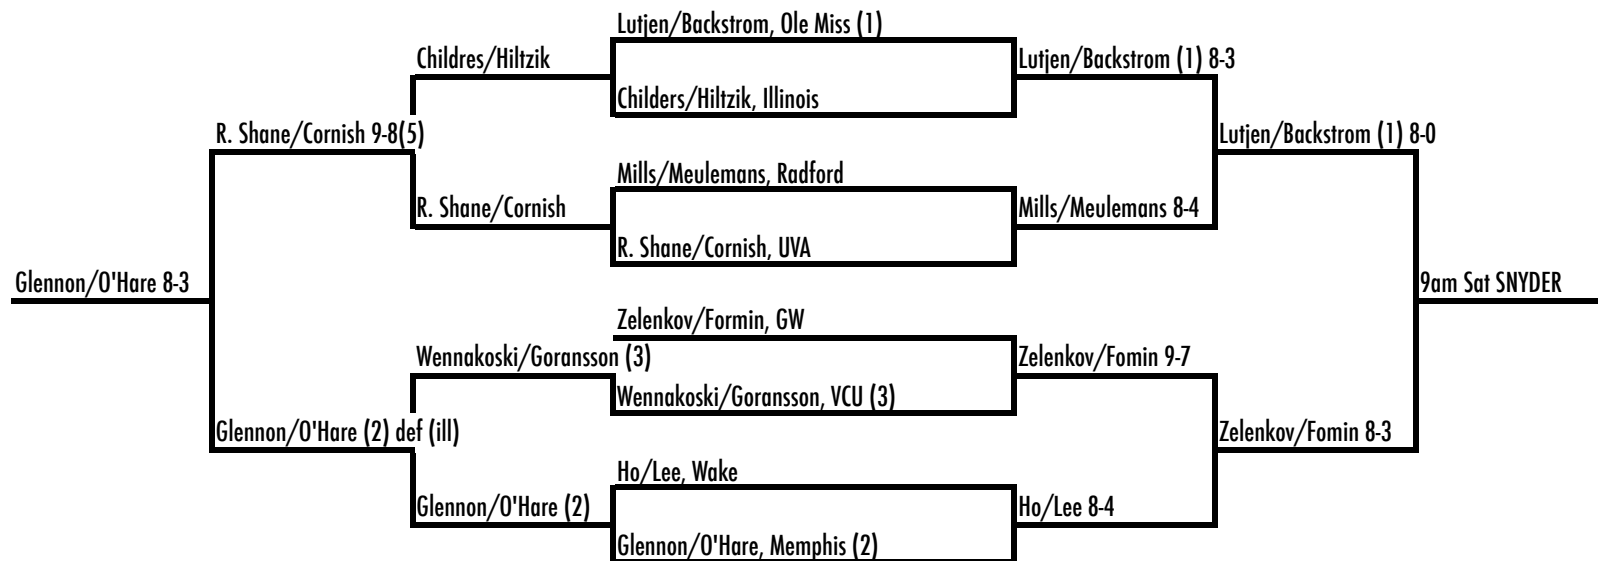 Lutjen/Backstrom, Ole Miss (1)
Childres/Hiltzik
Lutjen/Backstrom (1) 8-3
Childers/Hiltzik, Illinois
R. Shane/Cornish 9-8(5)
Lutjen/Backstrom (1) 8-0
Mills/Meulemans, Radford
R. Shane/Cornish
Mills/Meulemans 8-4
R. Shane/Cornish, UVA
Glennon/O'Hare 8-3
9am Sat SNYDER
Zelenkov/Formin, GW
Wennakoski/Goransson (3)
Zelenkov/Fomin 9-7
Wennakoski/Goransson, VCU (3)
Glennon/O'Hare (2) def (ill)
Zelenkov/Fomin 8-3
Ho/Lee, Wake
Glennon/O'Hare (2)
Ho/Lee 8-4
Glennon/O'Hare, Memphis (2)